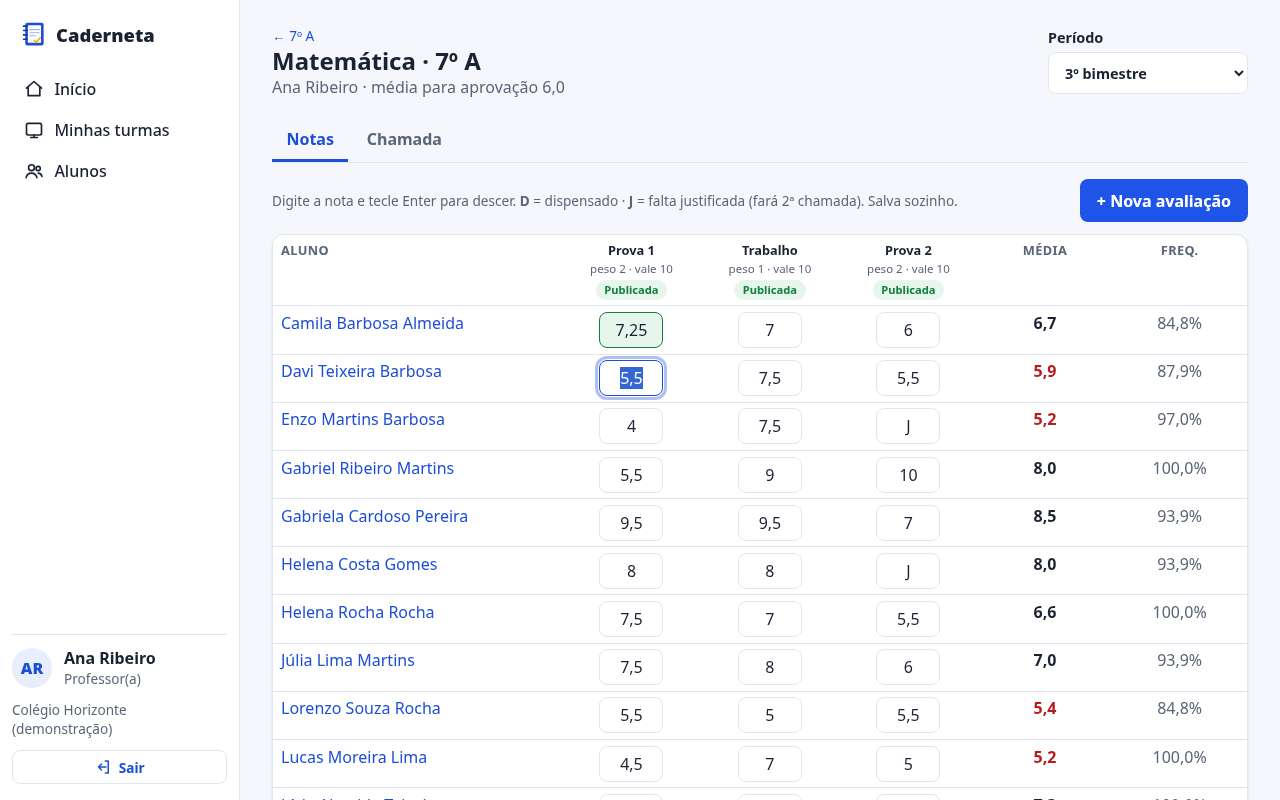 Caderneta
Início
Minhas turmas
Alunos
AR
Ana Ribeiro
Professor(a)
Colégio Horizonte
(demonstração)
Sair
← 7º A
Matemática · 7º A
Ana Ribeiro · média para aprovação 6,0
Período
3º bimestre
Notas Chamada
Digite a nota e tecle Enter para descer. D = dispensado · J = falta justificada (fará 2ª chamada). Salva sozinho.
+ Nova avaliação
ALUNO Prova 1 Trabalho Prova 2 MÉDIA FREQ.
peso 2 · vale 10 peso 1 · vale 10 peso 2 · vale 10
Publicada Publicada Publicada
Camila Barbosa Almeida 7,25 7 6 6,7 84,8%
Davi Teixeira Barbosa 5,5 7,5 5,5 5,9 87,9%
Enzo Martins Barbosa 4 7,5 J 5,2 97,0%
Gabriel Ribeiro Martins 5,5 9 10 8,0 100,0%
Gabriela Cardoso Pereira 9,5 9,5 7 8,5 93,9%
Helena Costa Gomes 8 8 J 8,0 93,9%
Helena Rocha Rocha 7,5 7 5,5 6,6 100,0%
Júlia Lima Martins 7,5 8 6 7,0 93,9%
Lorenzo Souza Rocha 5,5 5 5,5 5,4 84,8%
Lucas Moreira Lima 4,5 7 5 5,2 100,0%